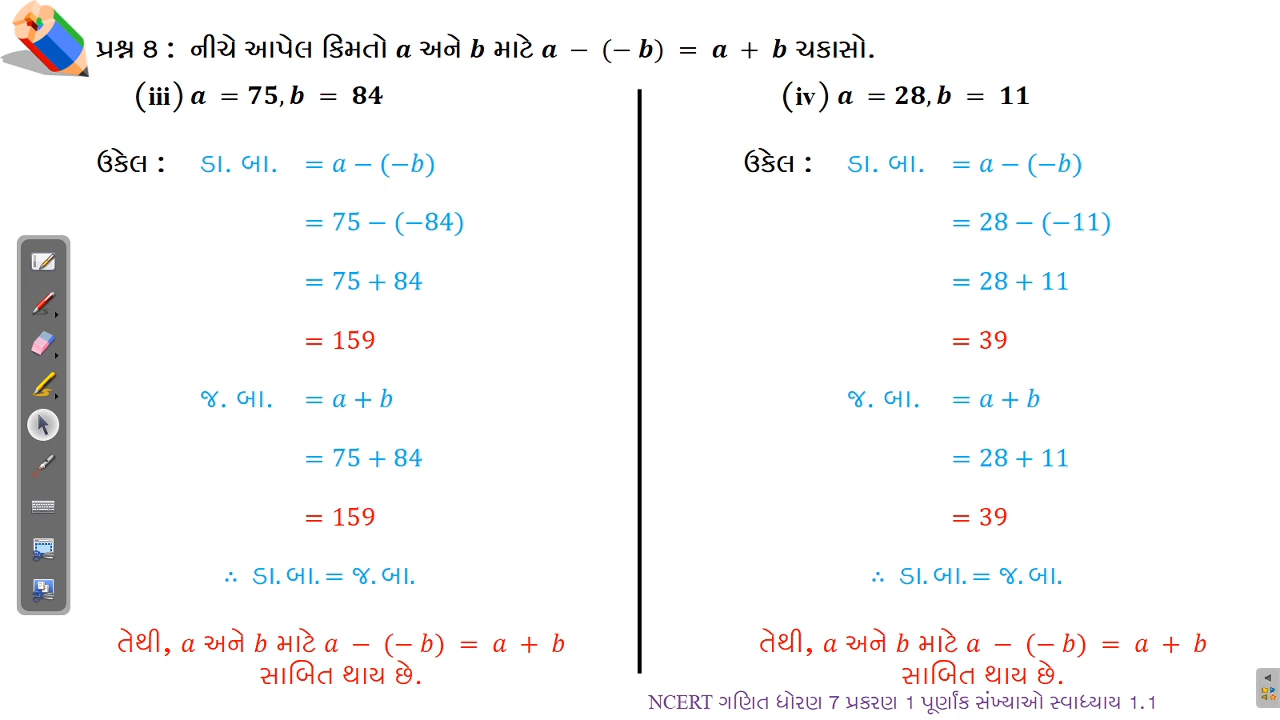 પ્રશ્ન 8 : નીચે આપેલ કિંમતો a અને b માટે a − (− b) = a + b ચકાસો.
(iii) a = 75, b = 84
ઉકેલ : ડા. બા. = a − (−b)
= 75 − (−84)
= 75 + 84
= 159
જ. બા. = a + b
= 75 + 84
= 159
∴ ડા. બા. = જ. બા.
તેથી, a અને b માટે a − (− b) = a + b
સાબિત થાય છે.
(iv) a = 28, b = 11
ઉકેલ : ડા. બા. = a − (−b)
= 28 − (−11)
= 28 + 11
= 39
જ. બા. = a + b
= 28 + 11
= 39
∴ ડા. બા. = જ. બા.
તેથી, a અને b માટે a − (− b) = a + b
સાબિત થાય છે.
NCERT ગણિત ધોરણ 7 પ્રકરણ 1 પૂર્ણાંક સંખ્યાઓ સ્વાધ્યાય 1.1